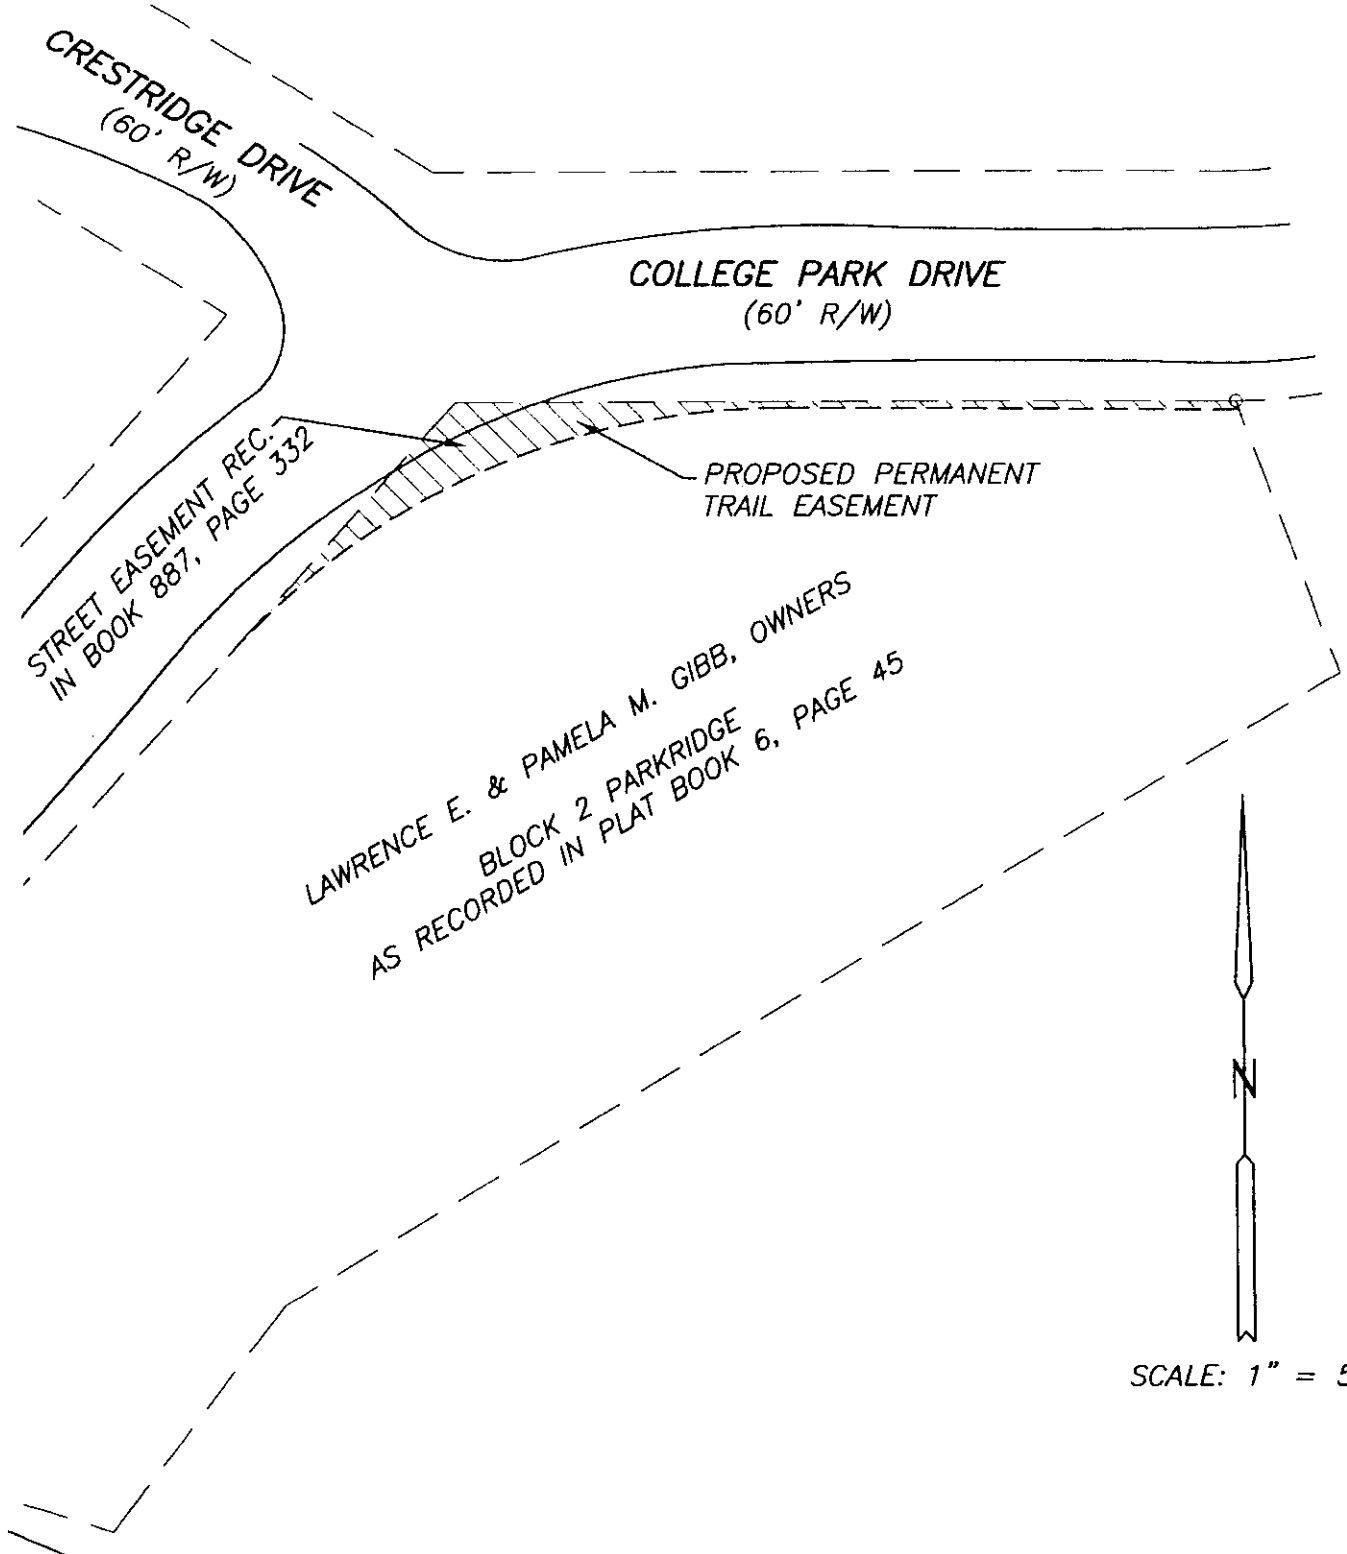 CRESTRIDGE DRIVE
(60' R/W)
COLLEGE PARK DRIVE
(60' R/W)
STREET EASEMENT REC.
IN BOOK 887, PAGE 332
PROPOSED PERMANENT
TRAIL EASEMENT
LAWRENCE E. & PAMELA M. GIBB, OWNERS
BLOCK 2 PARKRIDGE
AS RECORDED IN PLAT BOOK 6, PAGE 45
N
SCALE: 1" = 5